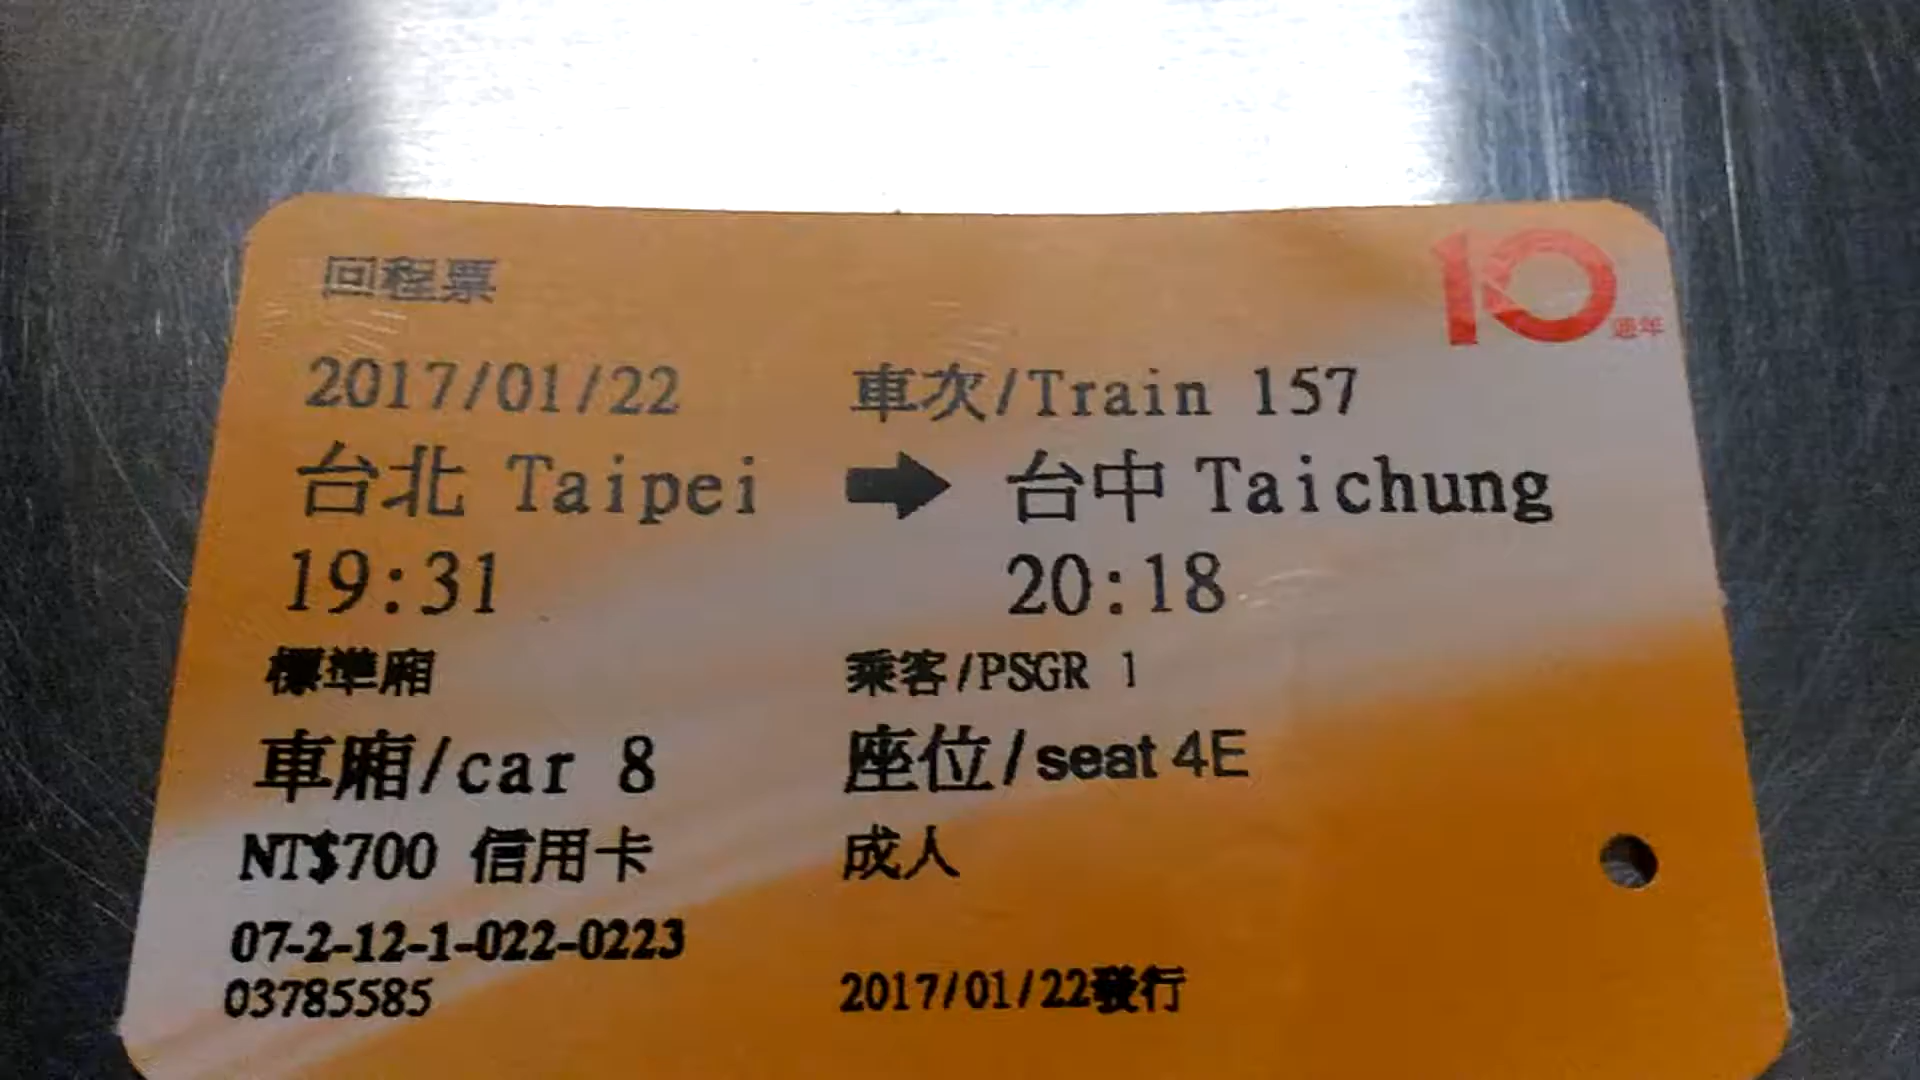 回程票
10週年
2017/01/22 車次/Train 157
台北 Taipei → 台中 Taichung
19:31 20:18
標準廂 乘客/PSGR 1
車廂/car 8 座位/seat 4E
NT$700 信用卡 成人
07-2-12-1-022-0223
03785585 2017/01/22發行